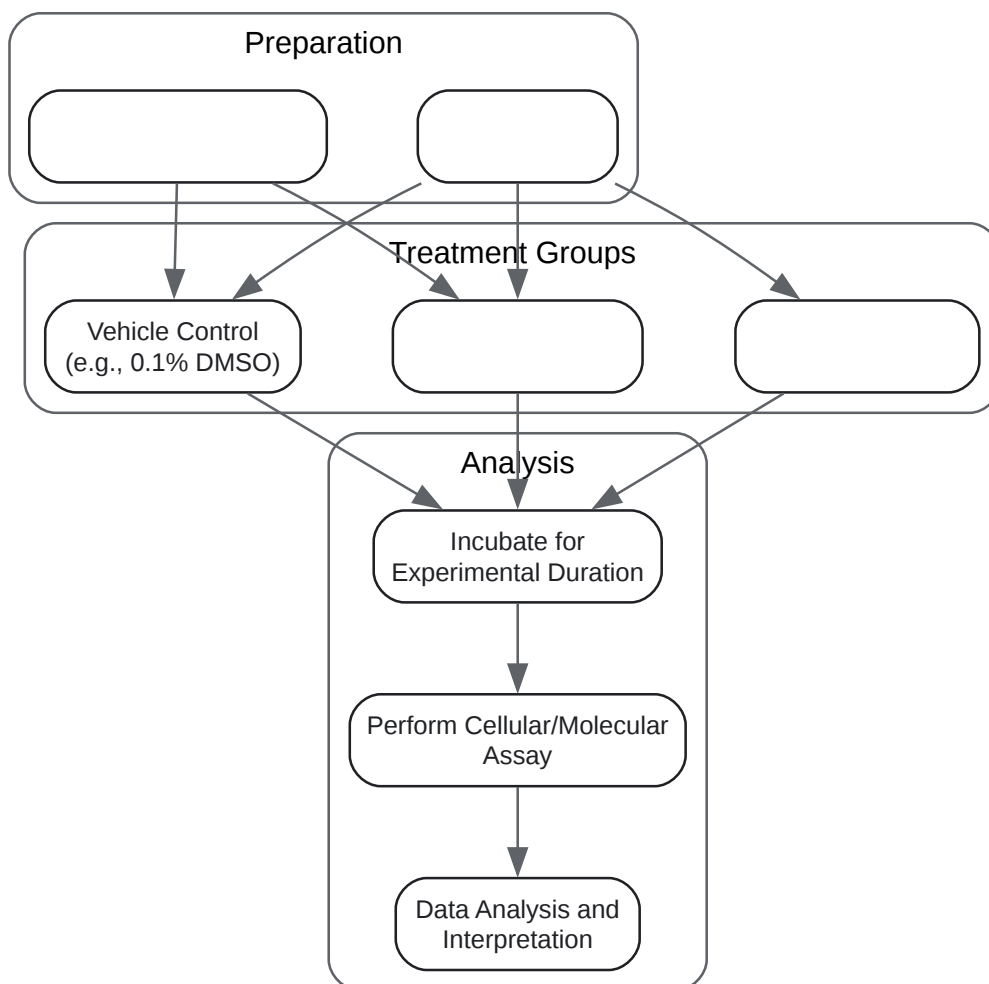 Preparation
Treatment Groups
Vehicle Control
(e.g., 0.1% DMSO)
Analysis
Incubate for
Experimental Duration
Perform Cellular/Molecular
Assay
Data Analysis and
Interpretation